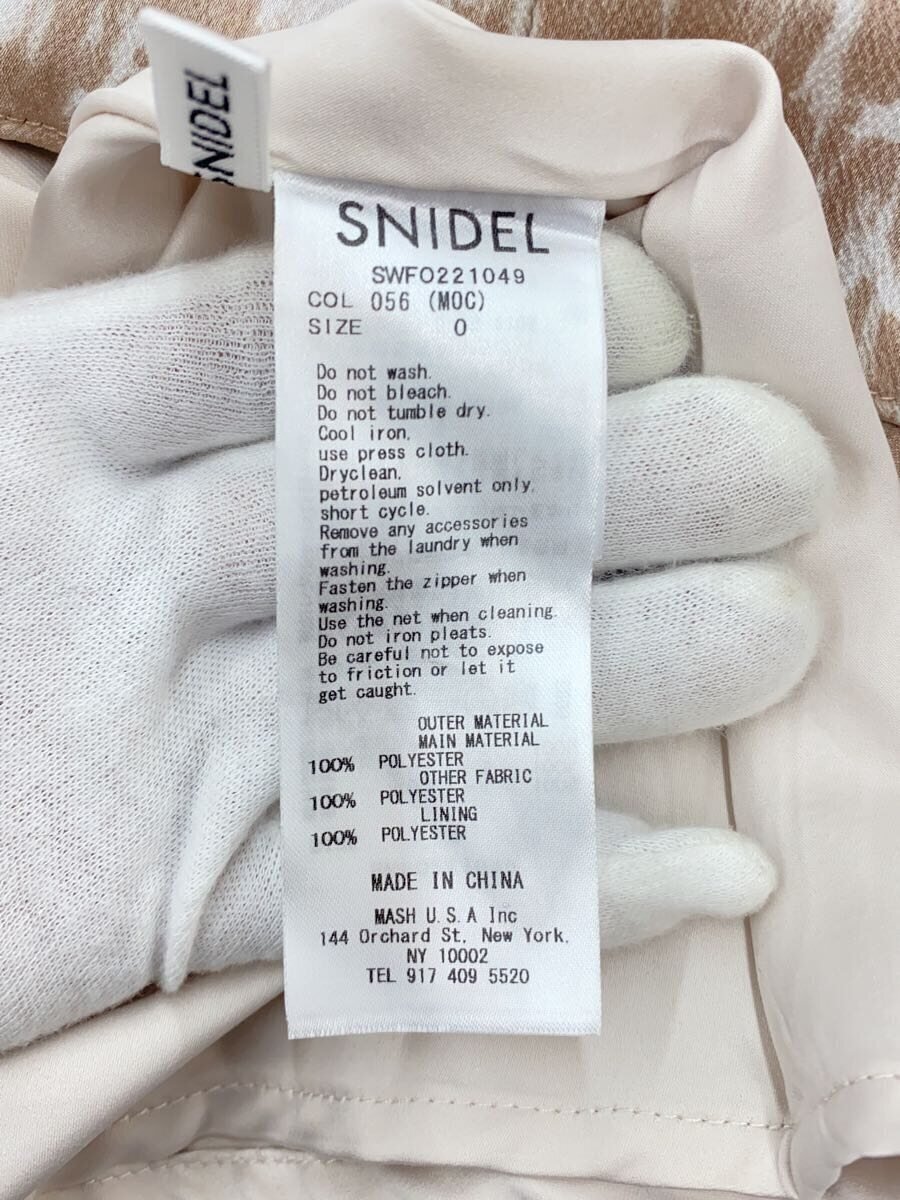 SNIDEL
SNIDEL
SWFO221049
COL 056 (MOC)
SIZE 0
Do not wash.
Do not bleach.
Do not tumble dry.
Cool iron,
use press cloth.
Dryclean,
petroleum solvent only,
short cycle.
Remove any accessories
from the laundry when
washing.
Fasten the zipper when
washing.
Use the net when cleaning.
Do not iron pleats.
Be careful not to expose
to friction or let it
get caught.
OUTER MATERIAL
MAIN MATERIAL
100% POLYESTER
OTHER FABRIC
100% POLYESTER
LINING
100% POLYESTER
MADE IN CHINA
MASH U.S.A Inc
144 Orchard St, New York,
NY 10002
TEL 917 409 5520